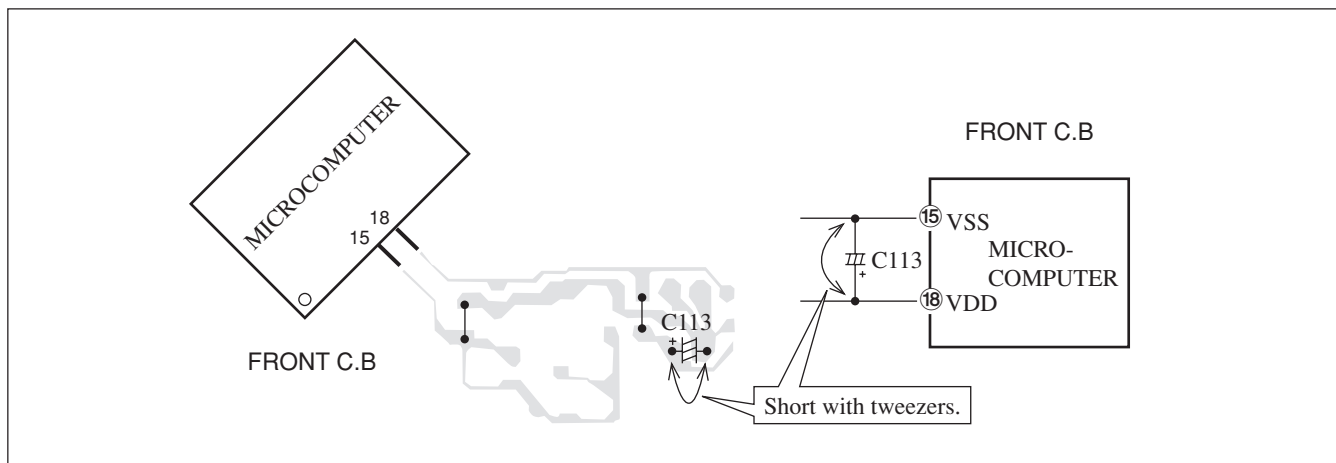 MICROCOMPUTER
18
15
FRONT C.B
C113
+
Short with tweezers.
FRONT C.B
15 VSS
C113
+
MICRO-
COMPUTER
18 VDD